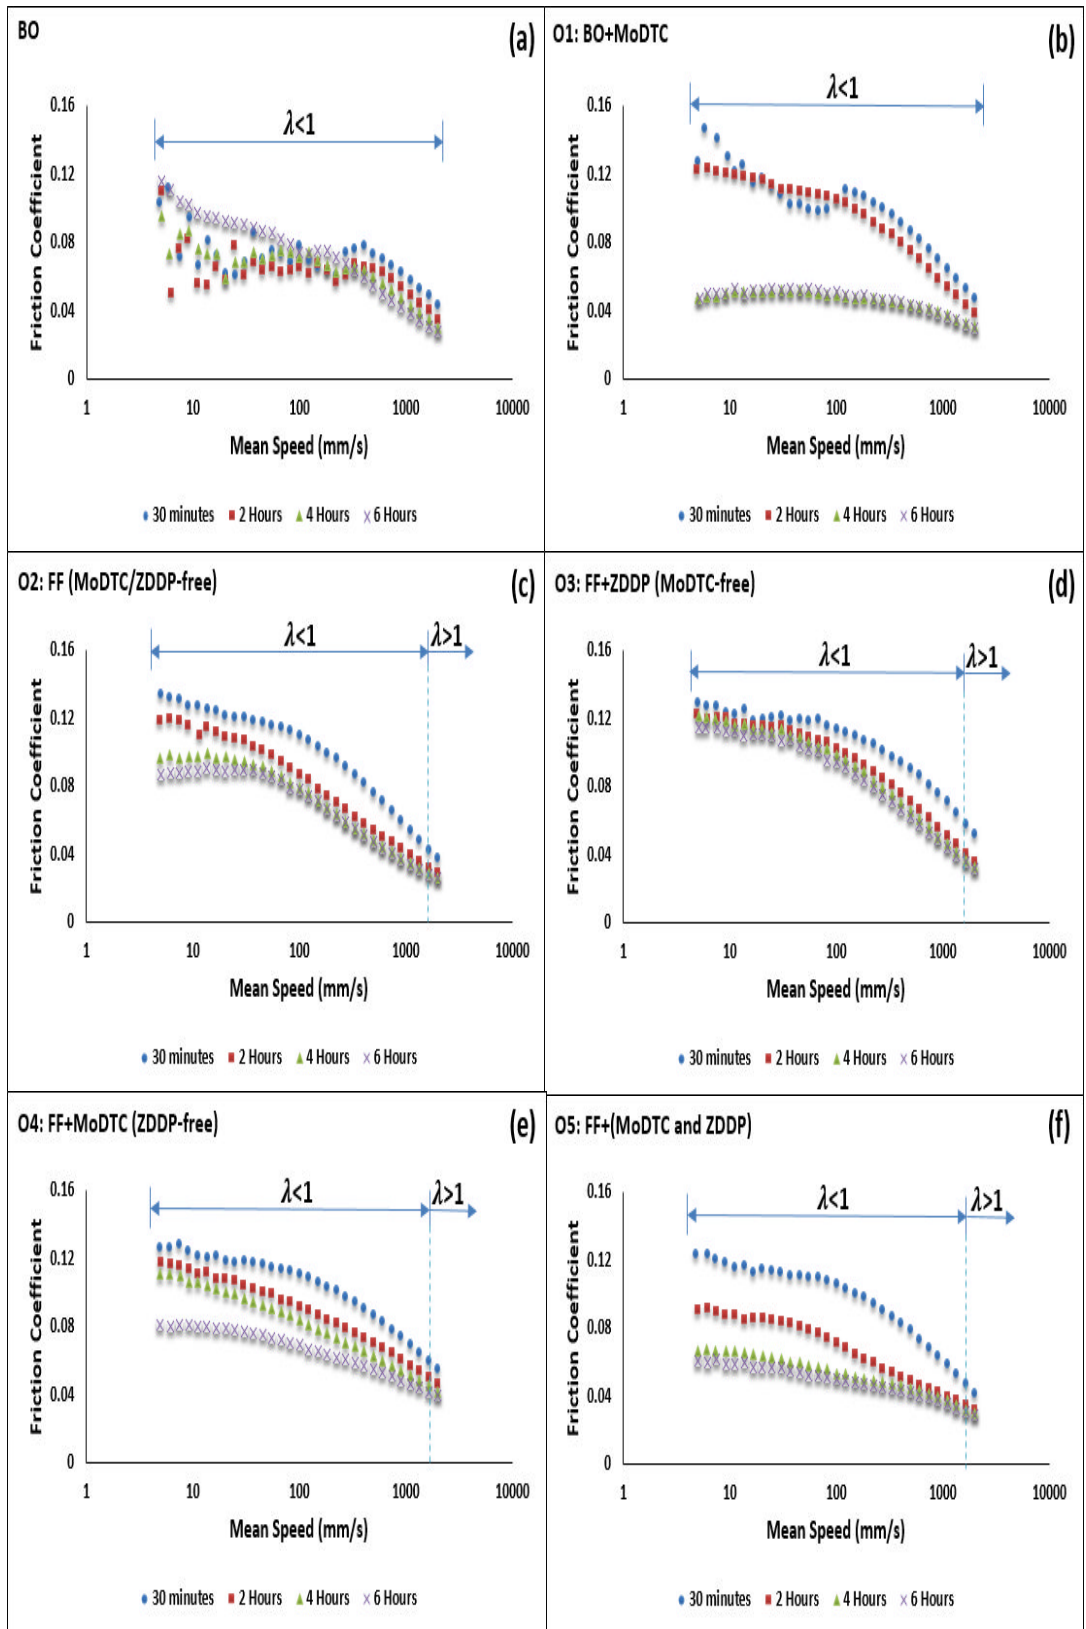 BO (a)
λ<1
0.16
0.12
0.08
0.04
0
Friction Coefficient
1 10 100 1000 10000
Mean Speed (mm/s)
30 minutes 2 Hours 4 Hours 6 Hours
O1: BO+MoDTC (b)
λ<1
0.16
0.12
0.08
0.04
0
Friction Coefficient
1 10 100 1000 10000
Mean Speed (mm/s)
30 minutes 2 Hours 4 Hours 6 Hours
O2: FF (MoDTC/ZDDP-free) (c)
λ<1 λ>1
0.16
0.12
0.08
0.04
0
Friction Coefficient
1 10 100 1000 10000
Mean Speed (mm/s)
30 minutes 2 Hours 4 Hours 6 Hours
O3: FF+ZDDP (MoDTC-free) (d)
λ<1 λ>1
0.16
0.12
0.08
0.04
0
Friction Coefficient
1 10 100 1000 10000
Mean Speed (mm/s)
30 minutes 2 Hours 4 Hours 6 Hours
O4: FF+MoDTC (ZDDP-free) (e)
λ<1 λ>1
0.16
0.12
0.08
0.04
0
Friction Coefficient
1 10 100 1000 10000
Mean Speed (mm/s)
30 minutes 2 Hours 4 Hours 6 Hours
O5: FF+(MoDTC and ZDDP) (f)
λ<1 λ>1
0.16
0.12
0.08
0.04
0
Friction Coefficient
1 10 100 1000 10000
Mean Speed (mm/s)
30 minutes 2 Hours 4 Hours 6 Hours